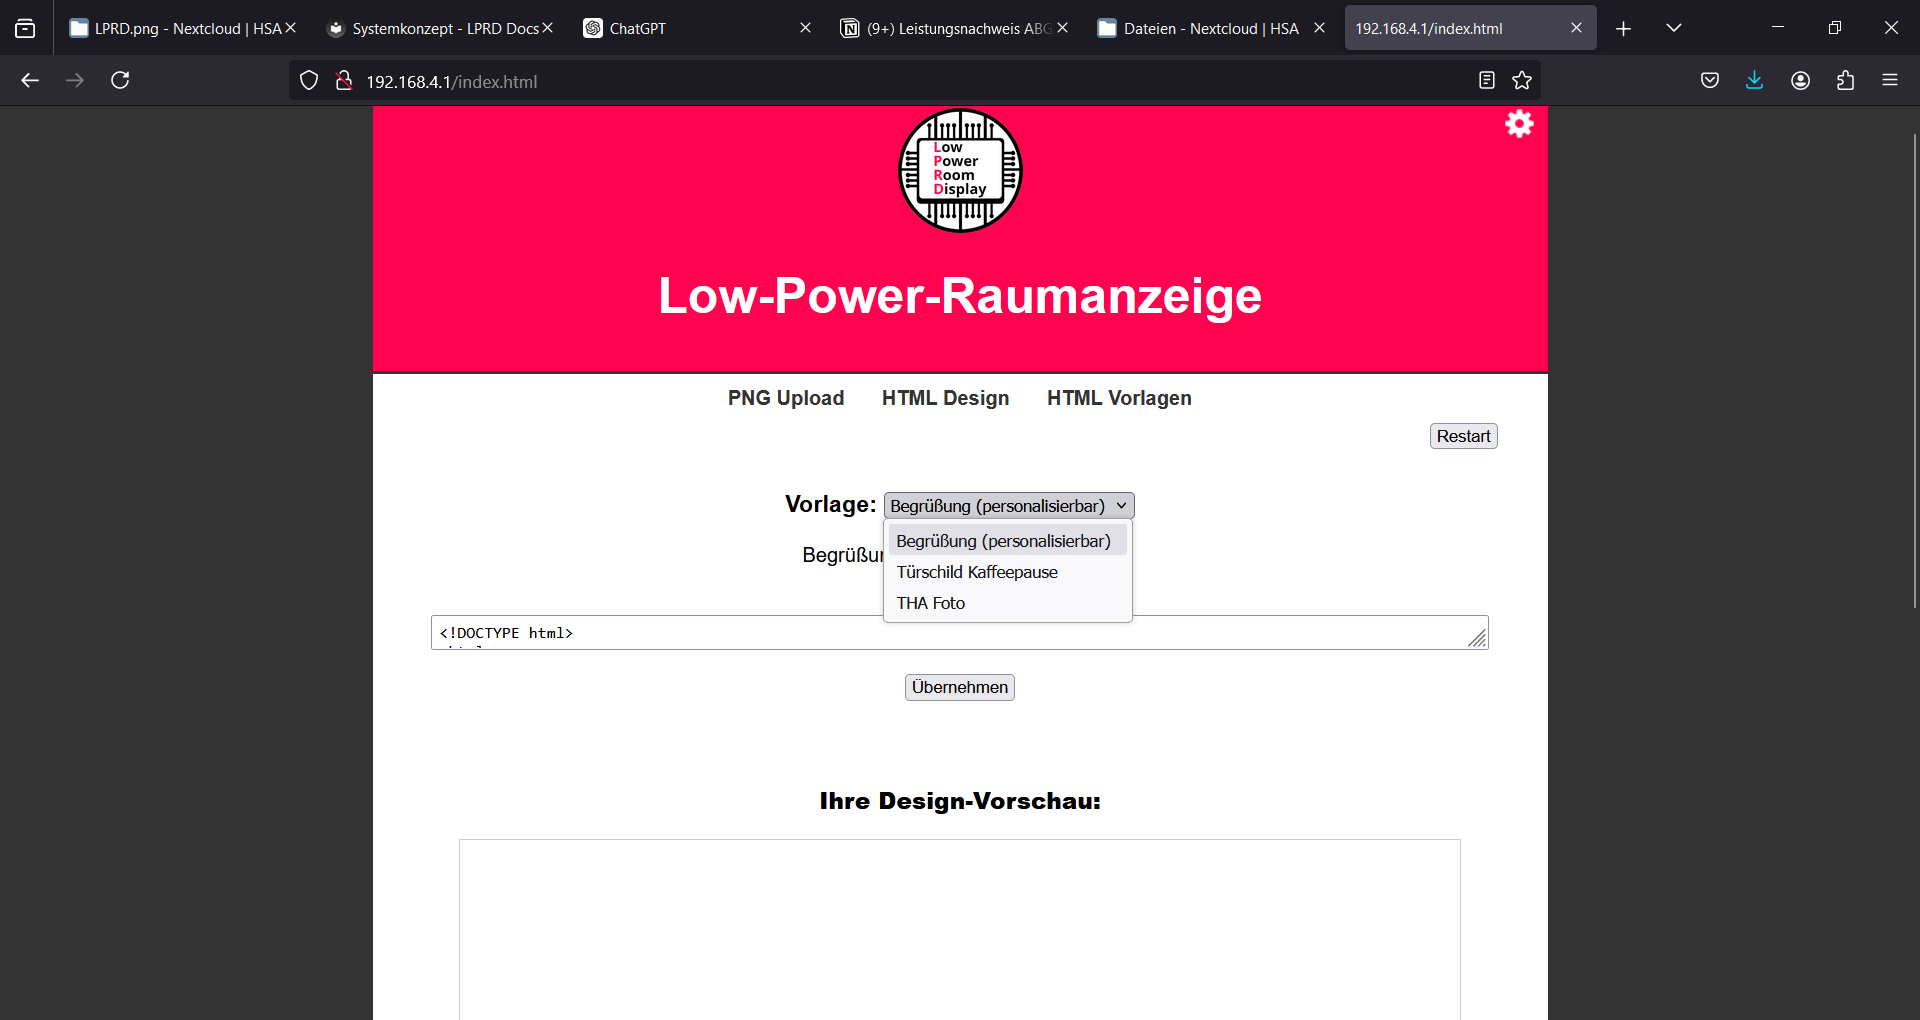 LPRD.png - Nextcloud | HSA
Systemkonzept - LPRD Docs
ChatGPT
(9+) Leistungsnachweis ABG
Dateien - Nextcloud | HSA
192.168.4.1/index.html
192.168.4.1/index.html
Low
Power
Room
Display
Low-Power-Raumanzeige
PNG Upload HTML Design HTML Vorlagen
Restart
Vorlage: Begrüßung (personalisierbar)
Begrüßung (personalisierbar)
Türschild Kaffeepause
THA Foto
<!DOCTYPE html>
Übernehmen
Ihre Design-Vorschau: